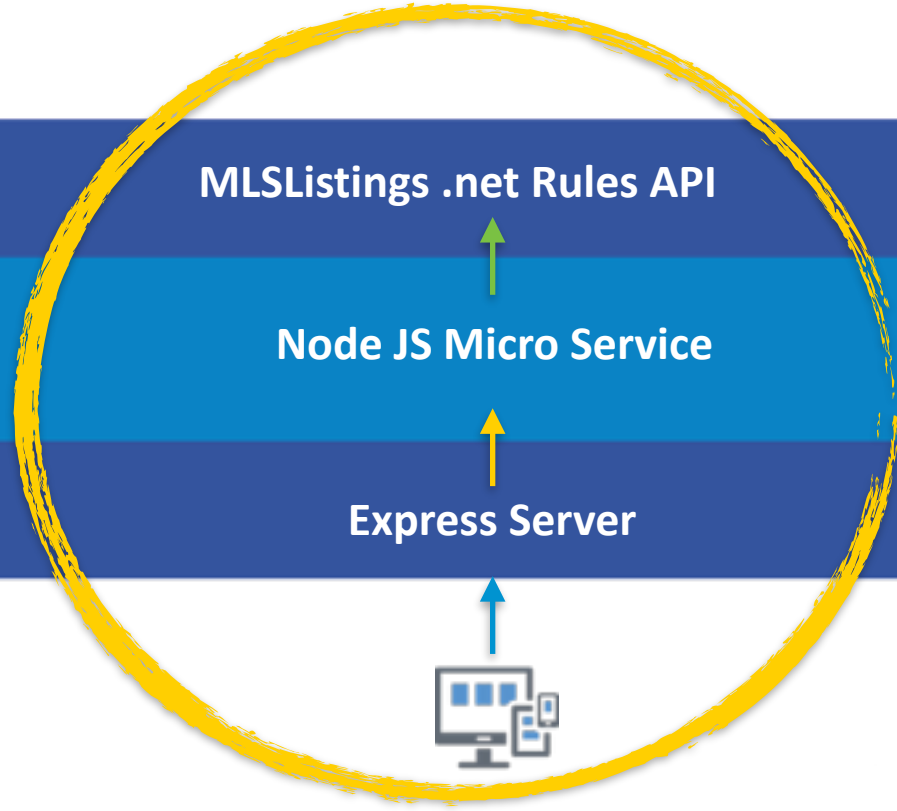 MLSListings .net Rules API
Node JS Micro Service
Express Server